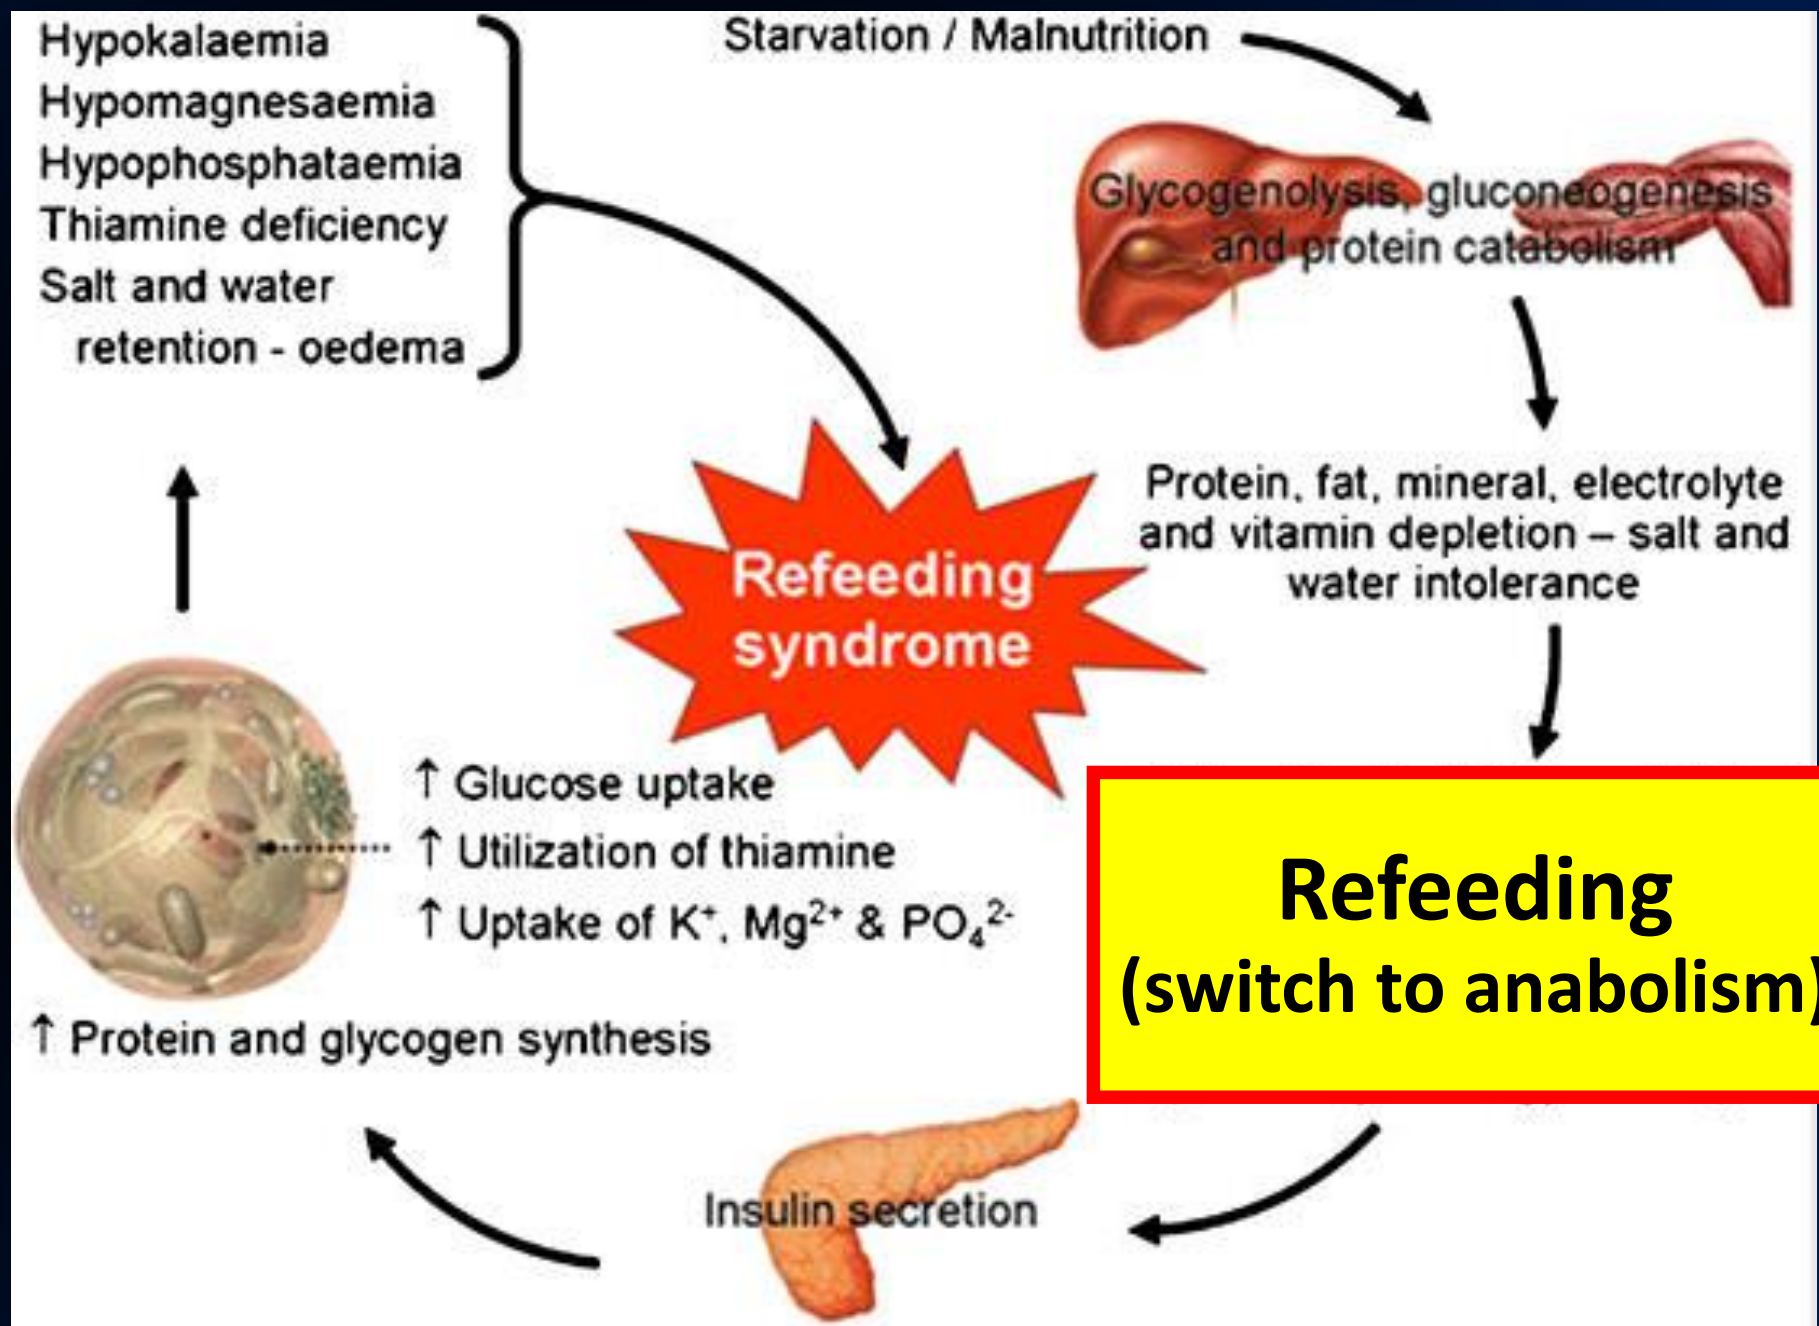 Hypokalaemia
Hypomagnesaemia
Hypophosphataemia
Thiamine deficiency
Salt and water
retention - oedema
Starvation / Malnutrition
Glycogenolysis, gluconeogenesis
and protein catabolism
Protein, fat, mineral, electrolyte
and vitamin depletion – salt and
water intolerance
Refeeding
syndrome
Refeeding
(switch to anabolism)
Insulin secretion
↑ Glucose uptake
↑ Utilization of thiamine
↑ Uptake of K⁺, Mg²⁺ & PO₄²⁻
↑ Protein and glycogen synthesis